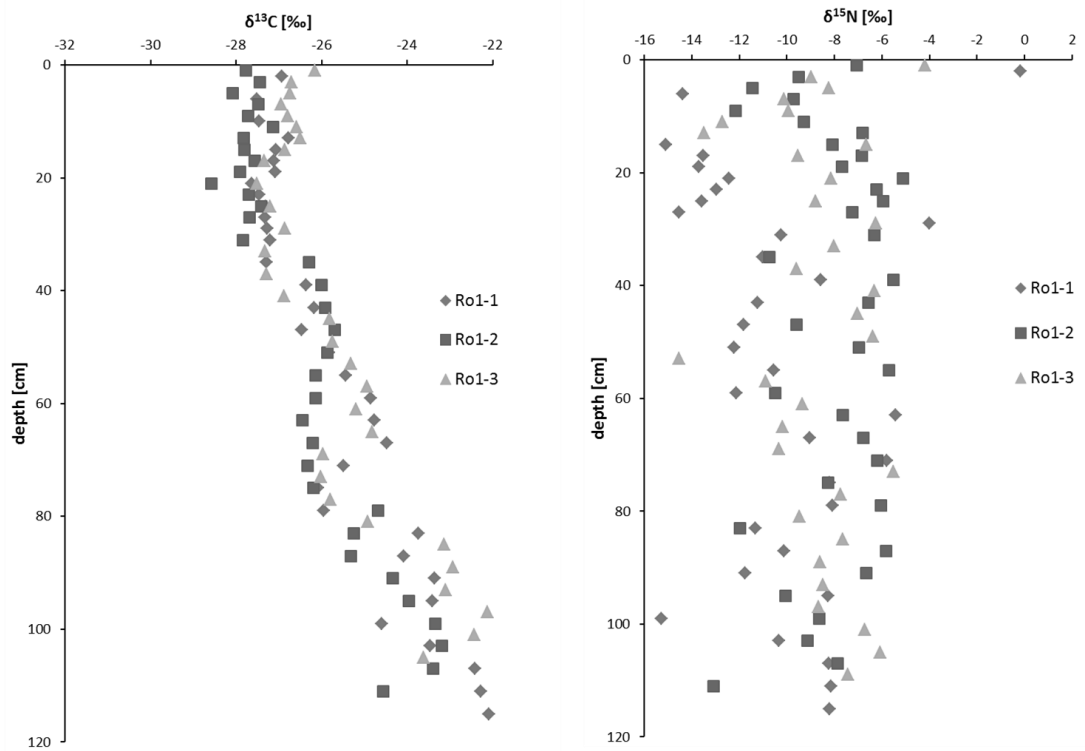 δ¹³C [‰]
-32 -30 -28 -26 -24 -22
0
20
40
60
80
100
120
depth [cm]
Ro1-1
Ro1-2
Ro1-3
δ¹⁵N [‰]
-16 -14 -12 -10 -8 -6 -4 -2 0 2
0
20
40
60
80
100
120
depth [cm]
Ro1-1
Ro1-2
Ro1-3